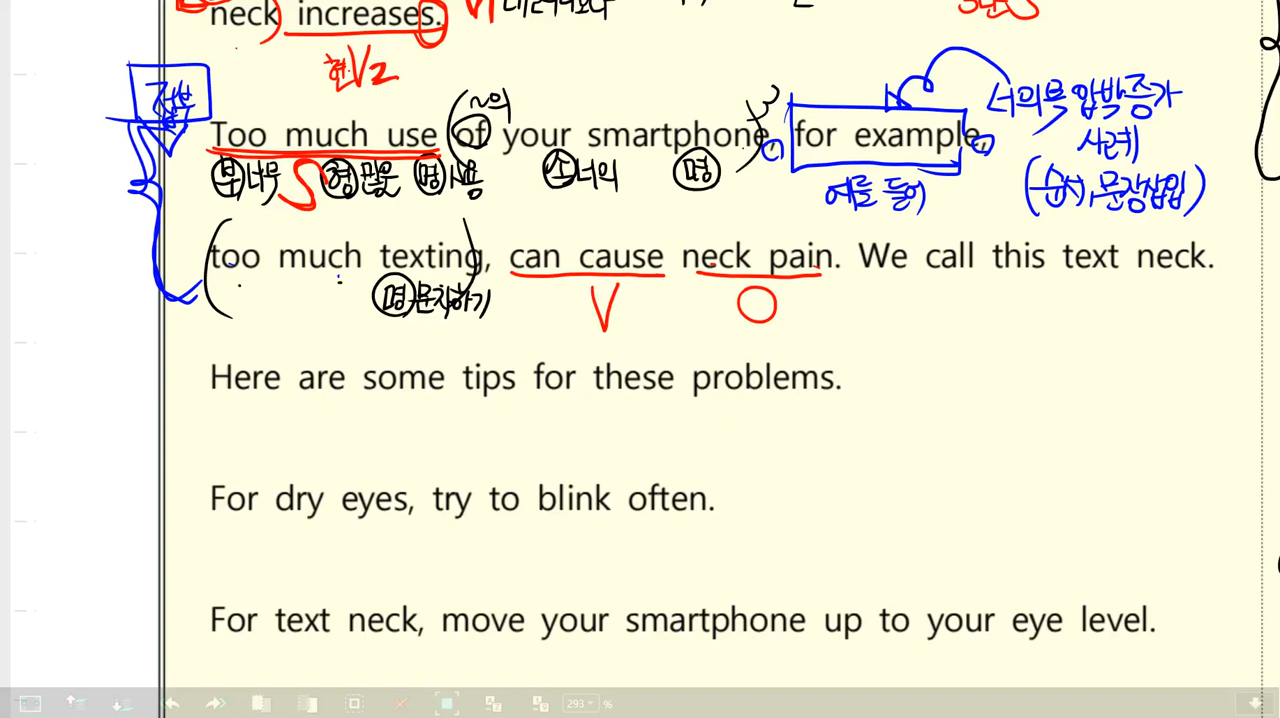 neck increases.
현V2
~의
Too much use of your smartphone, for example,
너의 목 압박 증가
사례
(순서, 문장삽입)
부 너무 S 형 많은 명 사용 소 너의 명
예를 들어
too much texting, can cause neck pain. We call this text neck.
명 문자하기 V O
Here are some tips for these problems.
For dry eyes, try to blink often.
For text neck, move your smartphone up to your eye level.
293 %